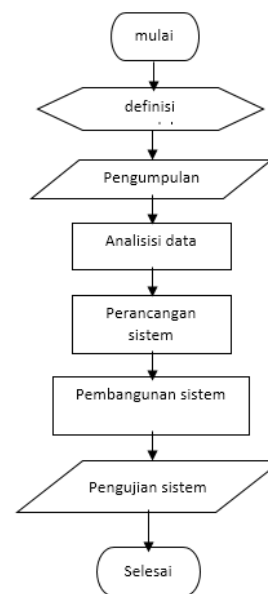 mulai
definisi
Pengumpulan
Analisisi data
Perancangan
sistem
Pembangunan sistem
Pengujian sistem
Selesai